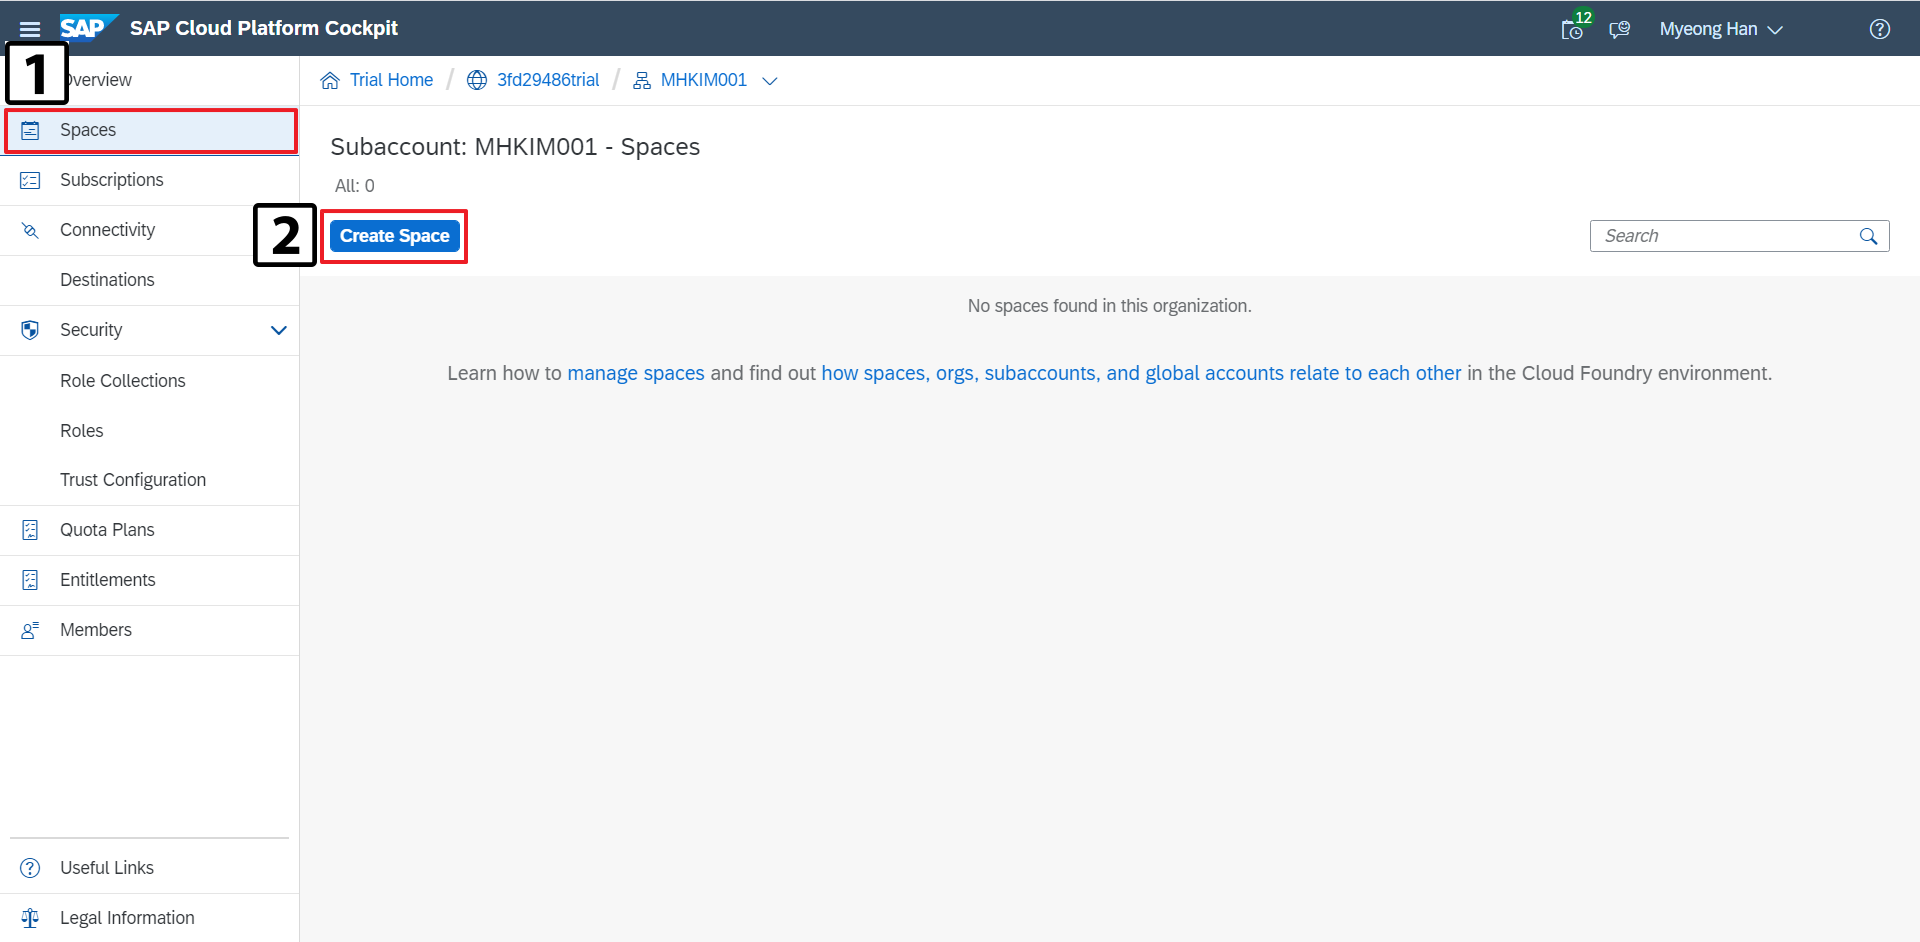 SAP SAP Cloud Platform Cockpit
12
Myeong Han
1
Overview
Spaces
Subscriptions
Connectivity
Destinations
Security
Role Collections
Roles
Trust Configuration
Quota Plans
Entitlements
Members
Useful Links
Legal Information
Trial Home / 3fd29486trial / MHKIM001
Subaccount: MHKIM001 - Spaces
All: 0
2
Create Space
Search
No spaces found in this organization.
Learn how to manage spaces and find out how spaces, orgs, subaccounts, and global accounts relate to each other in the Cloud Foundry environment.